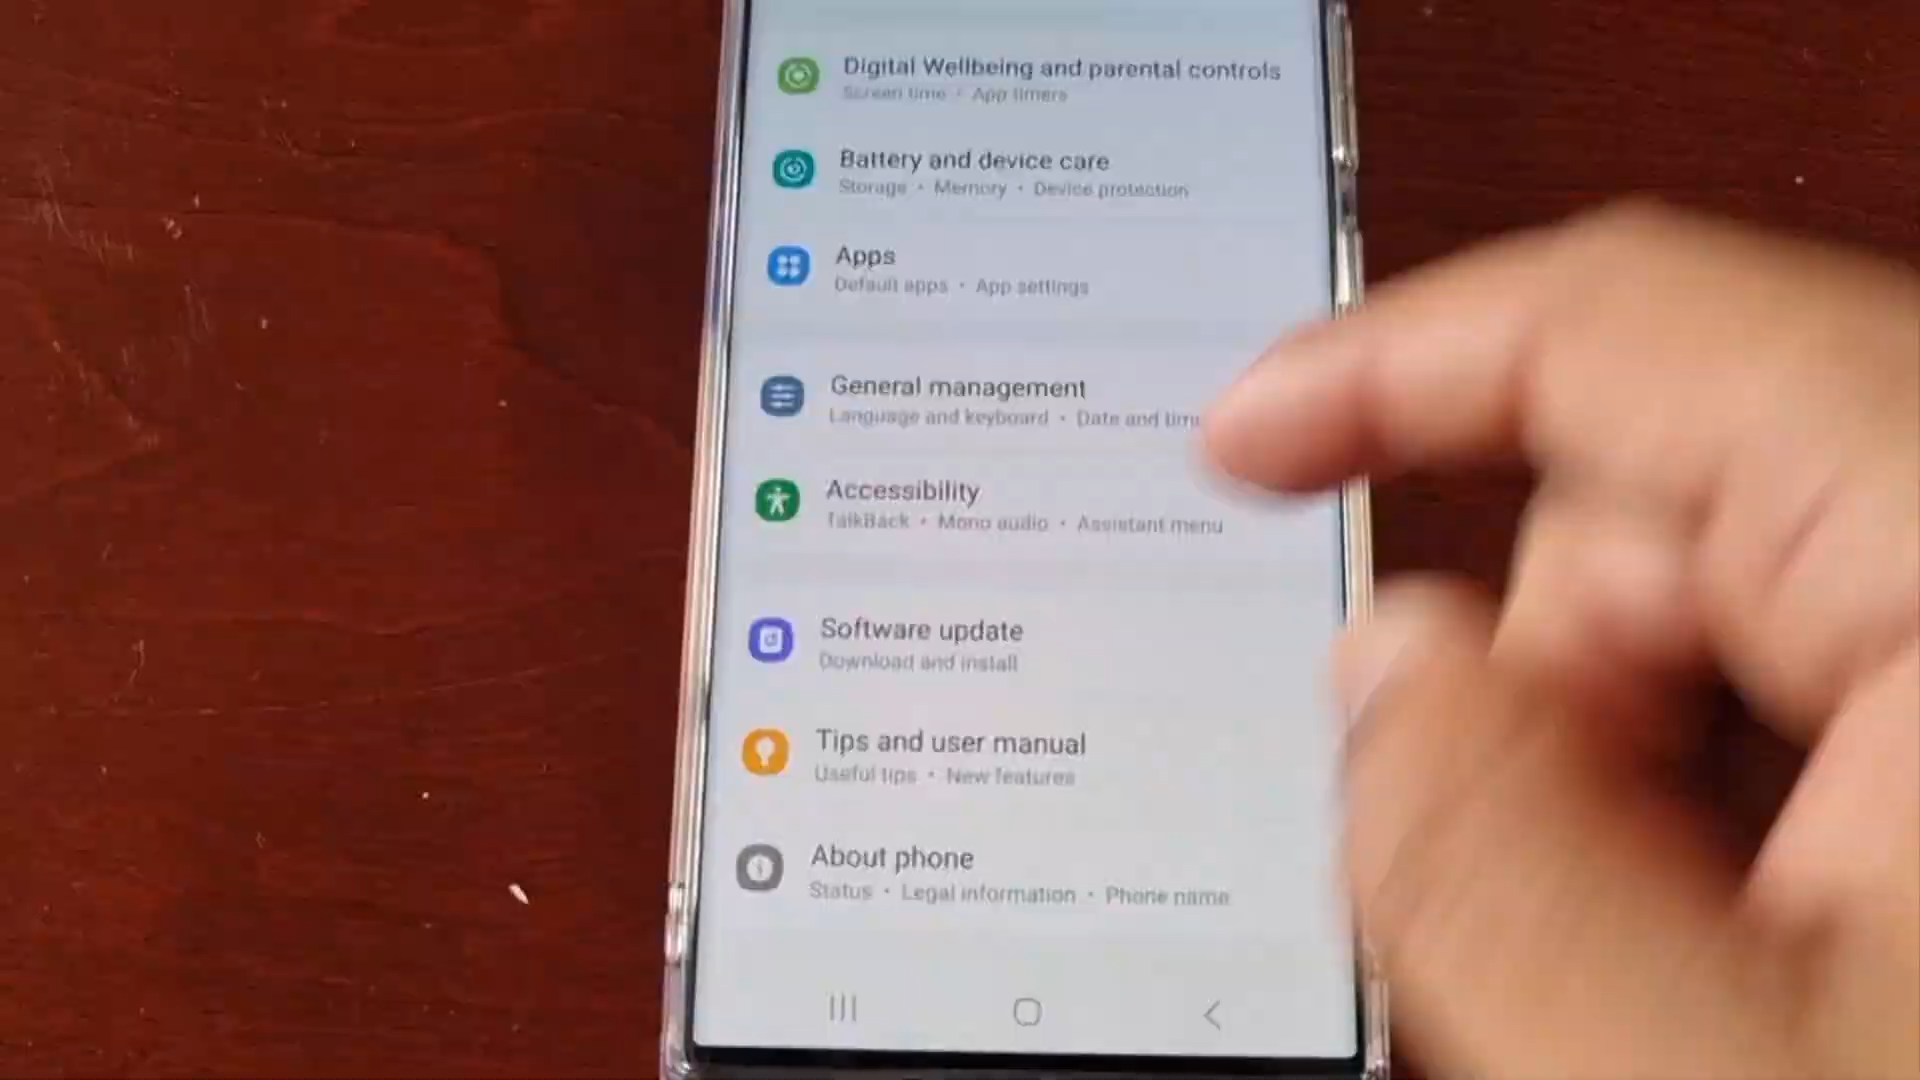 Digital Wellbeing and parental controls
Screen time • App timers
Battery and device care
Storage • Memory • Device protection
Apps
Default apps • App settings
General management
Language and keyboard • Date and time
Accessibility
TalkBack • Mono audio • Assistant menu
Software update
Download and install
Tips and user manual
Useful tips • New features
About phone
Status • Legal information • Phone name